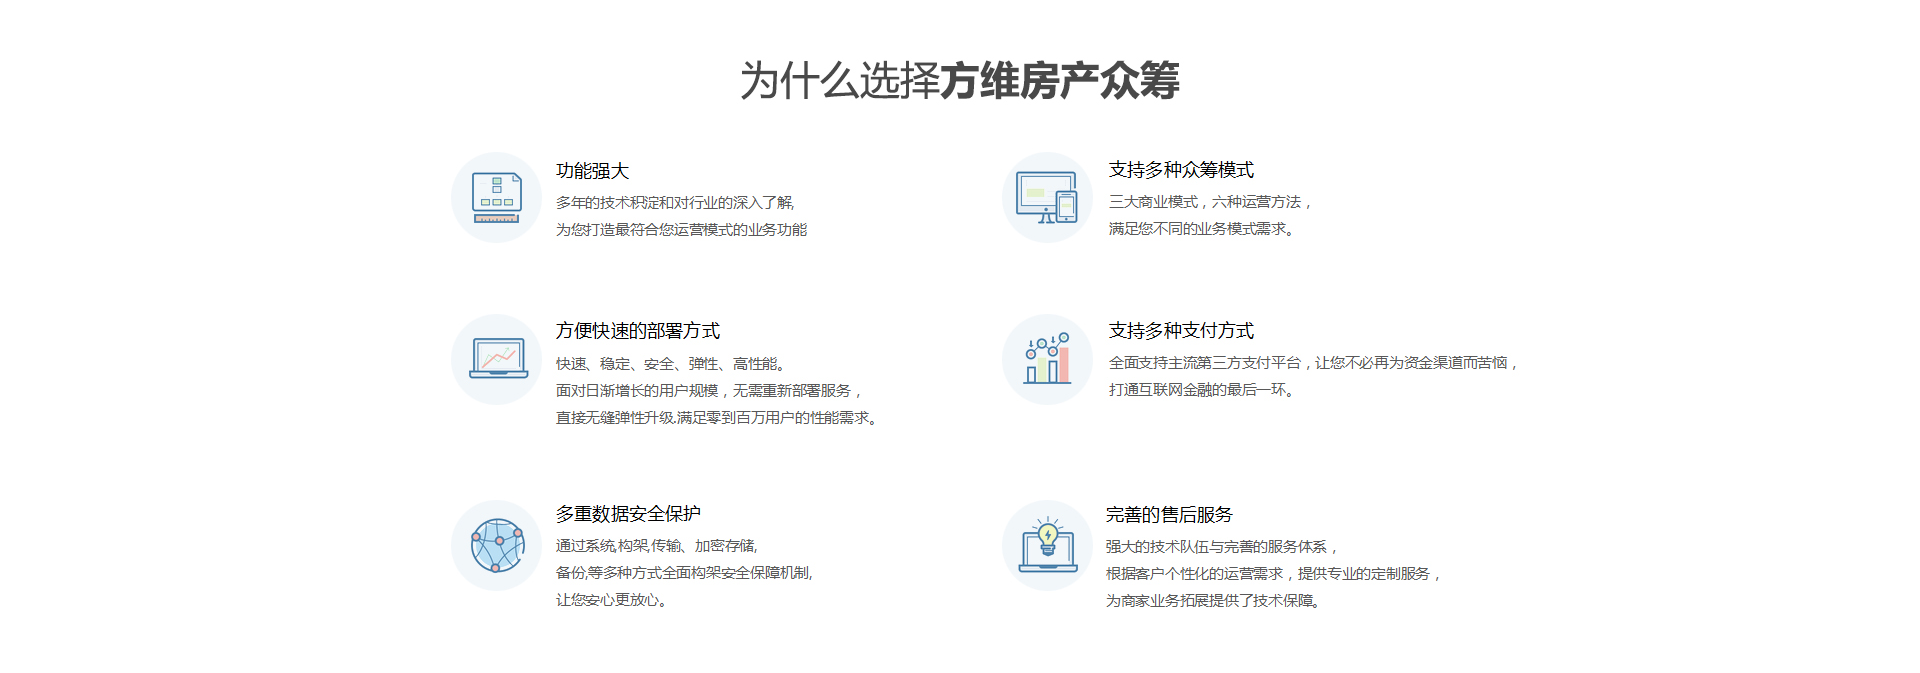 为什么选择方维房产众筹
功能强大
多年的技术积淀和对行业的深入了解,
为您打造最符合您运营模式的业务功能
支持多种众筹模式
三大商业模式，六种运营方法，
满足您不同的业务模式需求。
方便快速的部署方式
快速、稳定、安全、弹性、高性能。
面对日渐增长的用户规模，无需重新部署服务，
直接无缝弹性升级.满足零到百万用户的性能需求。
支持多种支付方式
全面支持主流第三方支付平台，让您不必再为资金渠道而苦恼，
打通互联网金融的最后一环。
多重数据安全保护
通过系统,构架,传输、加密存储,
备份,等多种方式全面构架安全保障机制,
让您安心更放心。
完善的售后服务
强大的技术队伍与完善的服务体系，
根据客户个性化的运营需求，提供专业的定制服务，
为商家业务拓展提供了技术保障。